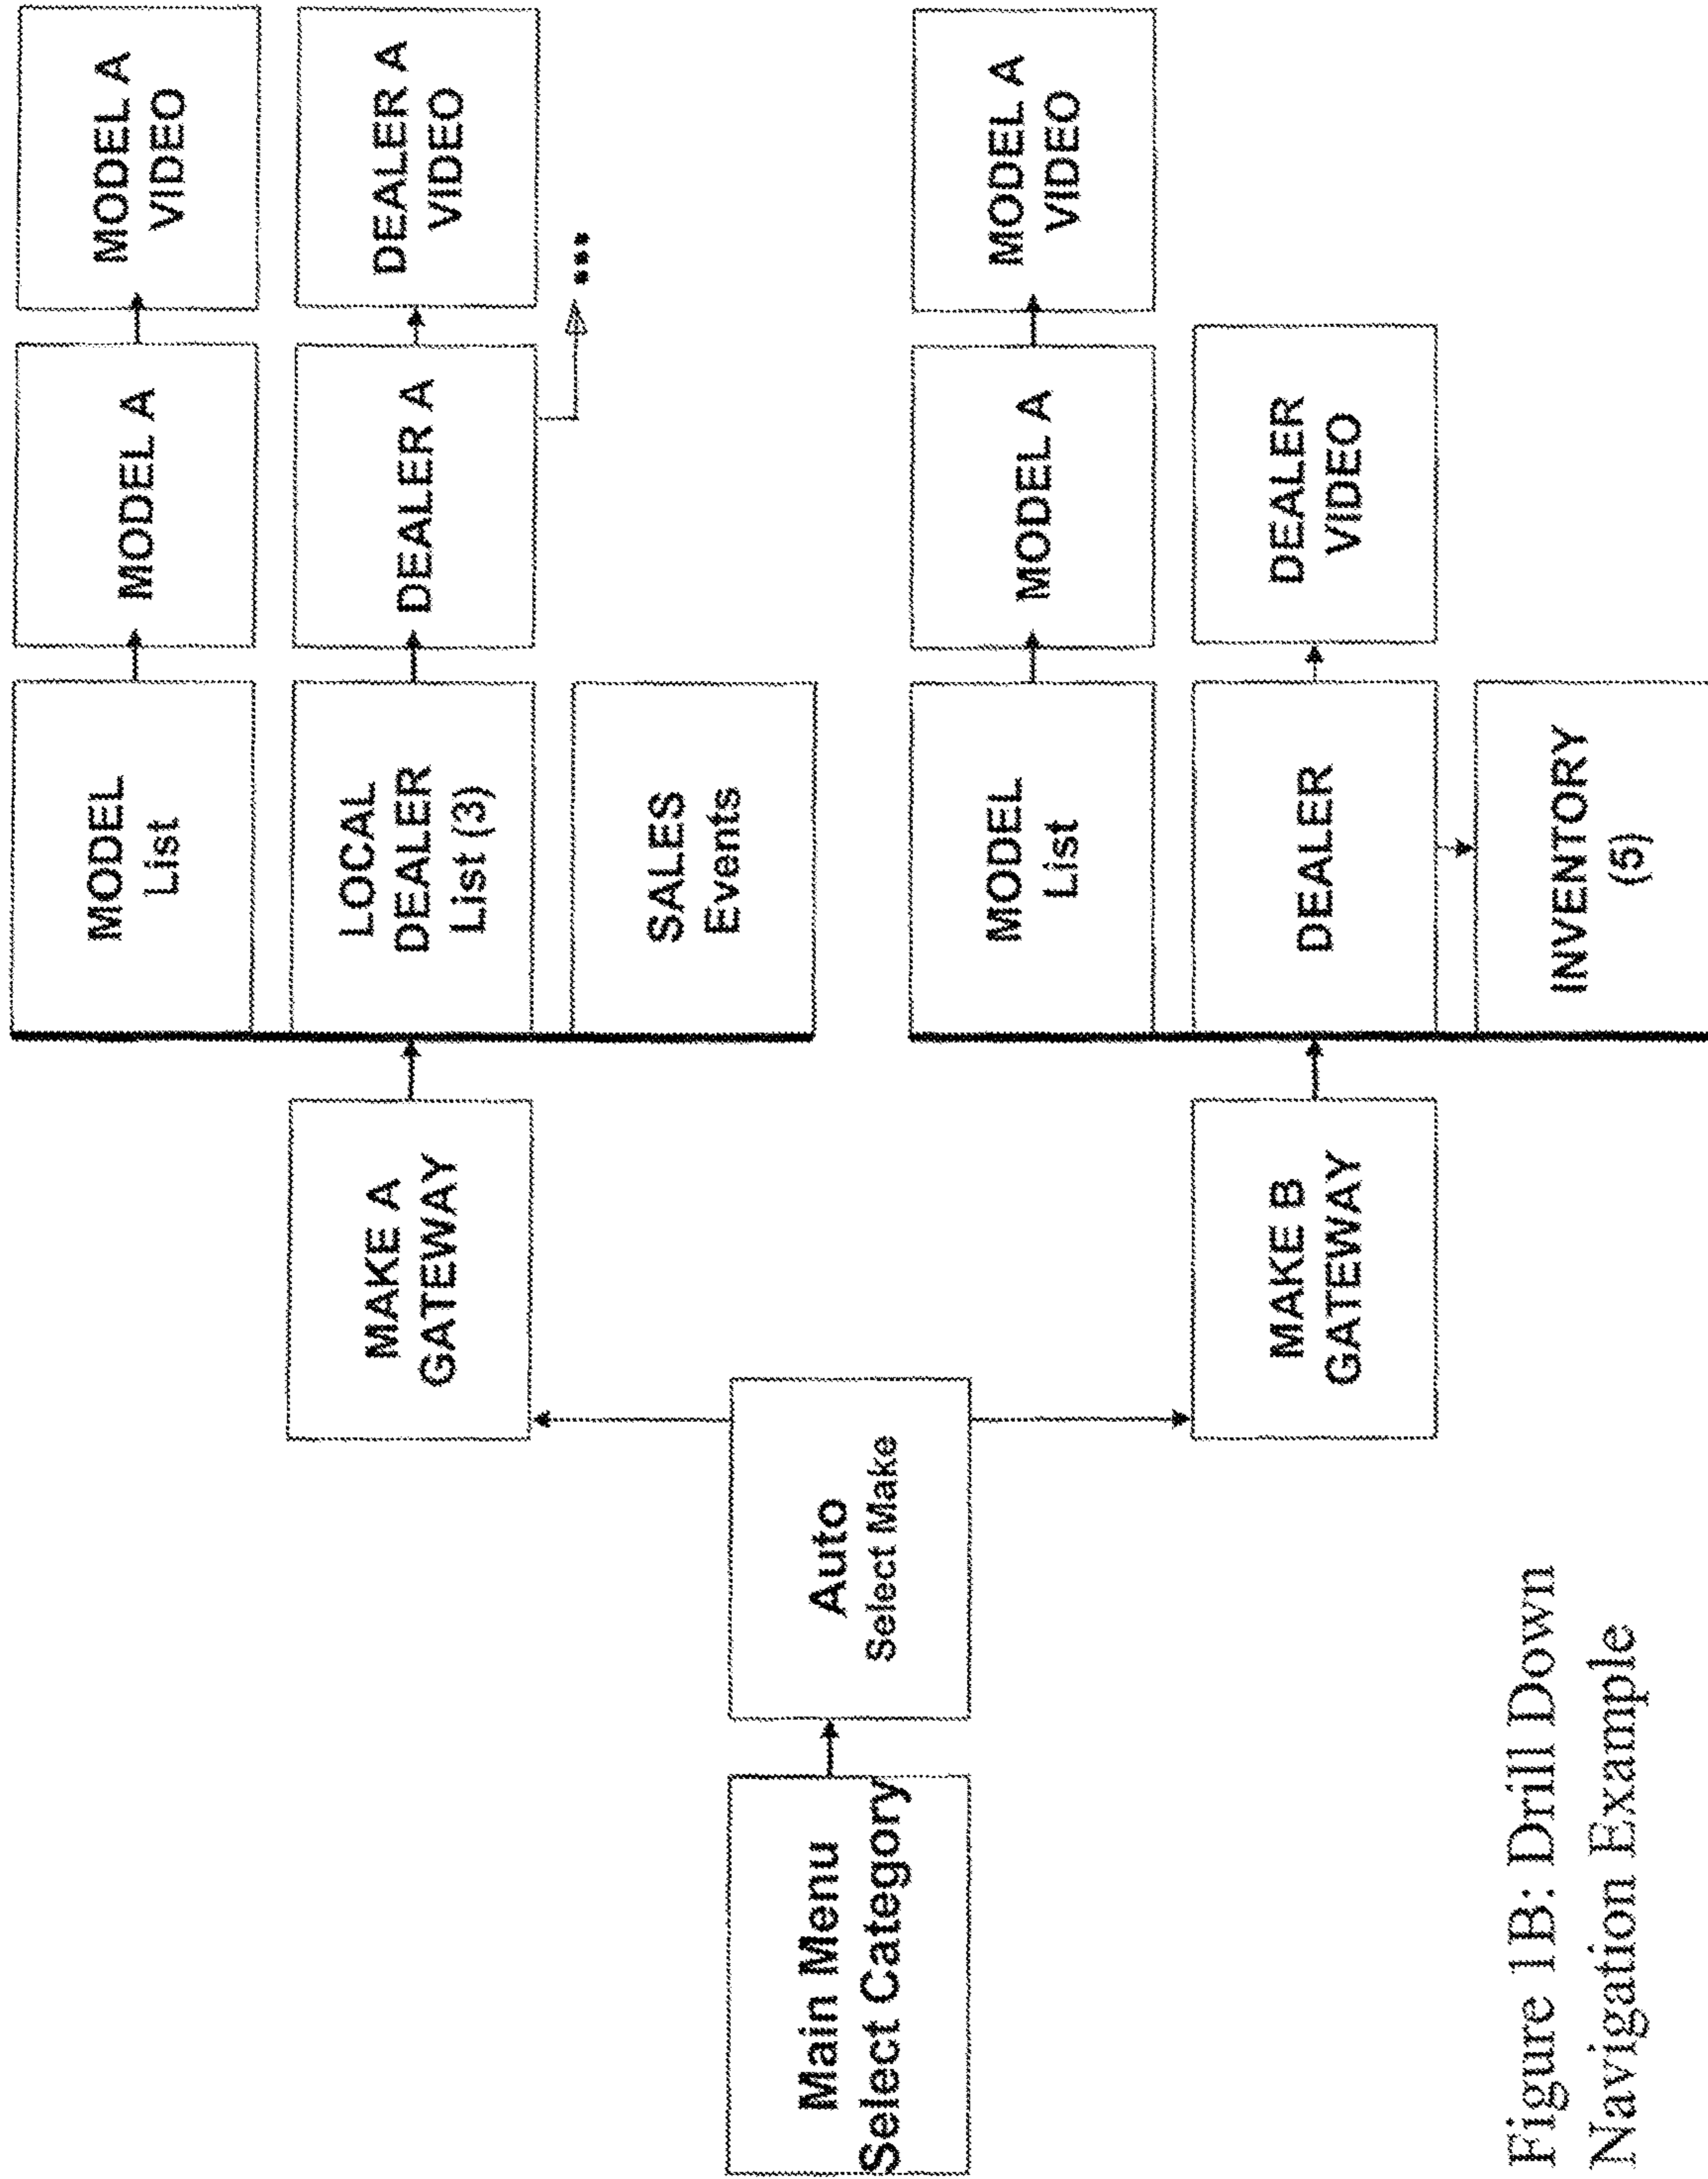 Main Menu
Select Category
Auto
Select Make
MAKE A
GATEWAY
MODEL
List
MODEL A
MODEL A
VIDEO
LOCAL
DEALER
List (3)
DEALER A
DEALER A
VIDEO
...
SALES
Events
MAKE B
GATEWAY
MODEL
List
MODEL A
MODEL A
VIDEO
DEALER
DEALER
VIDEO
INVENTORY
(5)
Figure 1B: Drill Down
Navigation Example